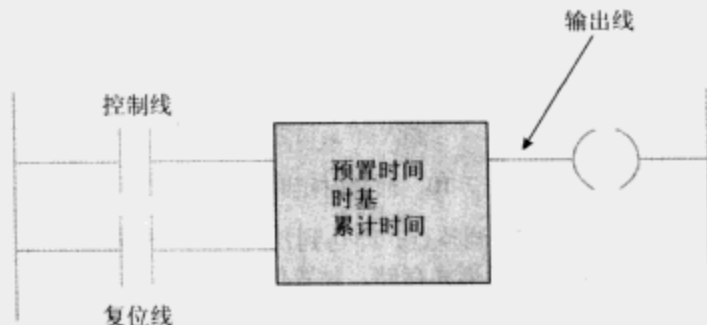 输出线
控制线
预置时间
时基
累计时间
复位线